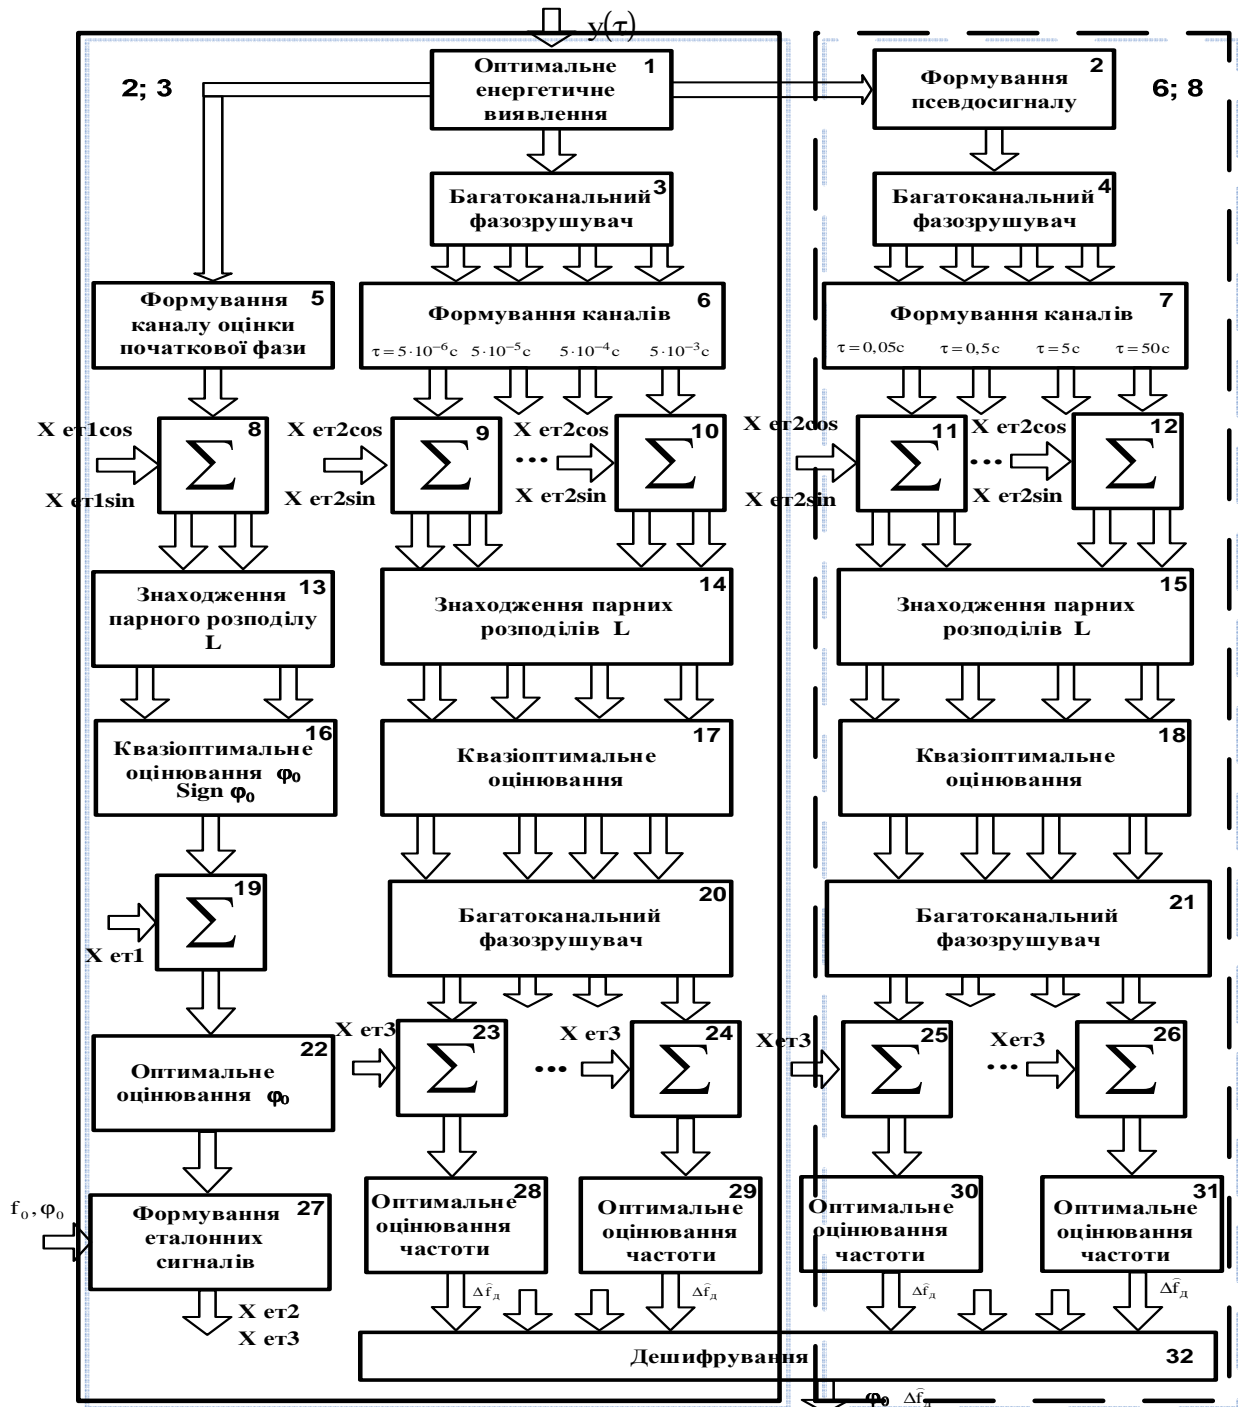 y(τ)
2; 3
Оптимальне
енергетичне
виявлення
1
Формування
псевдосигналу
2
6; 8
Багатоканальний
фазозрушувач
3
Багатоканальний
фазозрушувач
4
Формування
каналу оцінки
початкової фази
5
Формування каналів
6
τ = 5·10⁻⁶c 5·10⁻⁵c 5·10⁻⁴c 5·10⁻³c
Формування каналів
7
τ = 0,05c τ = 0,5c τ = 5c τ = 50c
X ет1cos
X ет1sin
Σ
8
X ет2cos
X ет2sin
Σ
9
...
X ет2cos
X ет2sin
Σ
10
X ет2cos
X ет2sin
Σ
11
...
X ет2cos
X ет2sin
Σ
12
Знаходження
парного розподілу
L
13
Знаходження парних
розподілів L
14
Знаходження парних
розподілів L
15
Квазіоптимальне
оцінювання φ₀
Sign φ₀
16
Квазіоптимальне
оцінювання
17
Квазіоптимальне
оцінювання
18
X ет1
Σ
19
Багатоканальний
фазозрушувач
20
Багатоканальний
фазозрушувач
21
Оптимальне
оцінювання φ₀
22
X ет3
Σ
23
...
X ет3
Σ
24
Xет3
Σ
25
...
Xет3
Σ
26
f₀, φ₀
Формування
еталонних
сигналів
27
Оптимальне
оцінювання
частоти
28
Оптимальне
оцінювання
частоти
29
Оптимальне
оцінювання
частоти
30
Оптимальне
оцінювання
частоти
31
X ет2
X ет3
Δf̂д
Δf̂д
Δf̂д
Δf̂д
Дешифрування
32
φ₀ Δf̂д